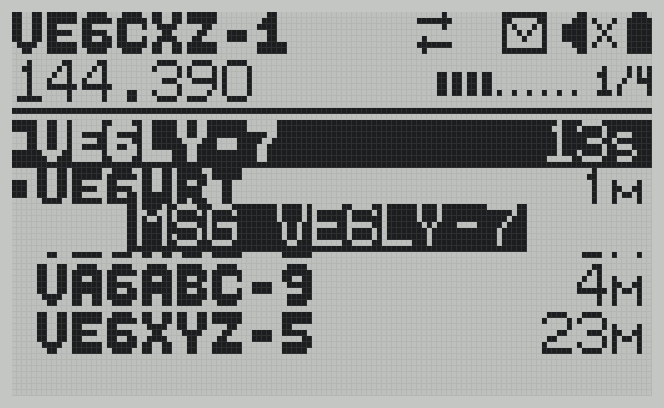 VE6CXZ-1
144.390 1/4
VE6LY-7 13s
1M
MSG VE6LY-7
VA6ABC-9 4M
VE6XYZ-5 23M